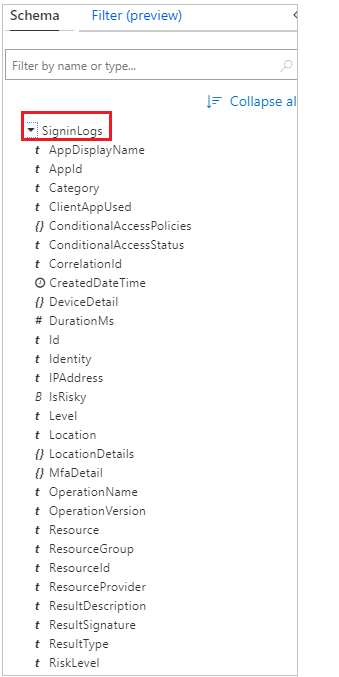 Schema Filter (preview)
Filter by name or type...
Collapse al
SigninLogs
t AppDisplayName
t AppId
t Category
t ClientAppUsed
{} ConditionalAccessPolicies
t ConditionalAccessStatus
t CorrelationId
CreatedDateTime
{} DeviceDetail
# DurationMs
t Id
t Identity
t IPAddress
B IsRisky
t Level
t Location
{} LocationDetails
{} MfaDetail
t OperationName
t OperationVersion
t Resource
t ResourceGroup
t ResourceId
t ResourceProvider
t ResultDescription
t ResultSignature
t ResultType
t RiskLevel